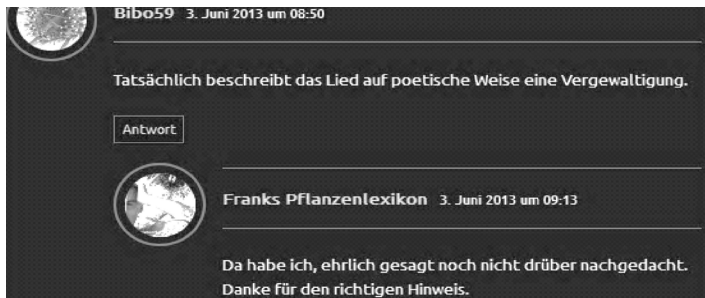 Bibo59 3. Juni 2013 um 08:50
Tatsächlich beschreibt das Lied auf poetische Weise eine Vergewaltigung.
Antwort
Franks Pflanzenlexikon 3. Juni 2013 um 09:13
Da habe ich, ehrlich gesagt noch nicht drüber nachgedacht.
Danke für den richtigen Hinweis.